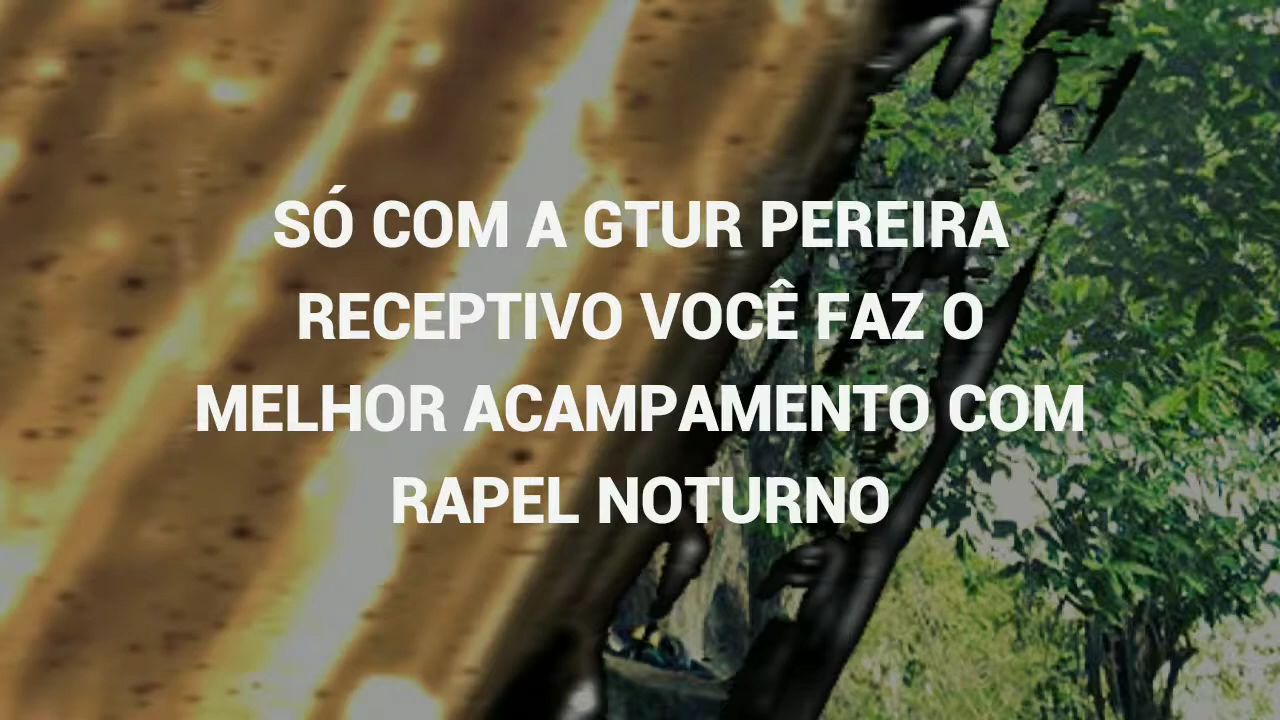 SÓ COM A GTUR PEREIRA
RECEPTIVO VOCÊ FAZ O
MELHOR ACAMPAMENTO COM
RAPEL NOTURNO